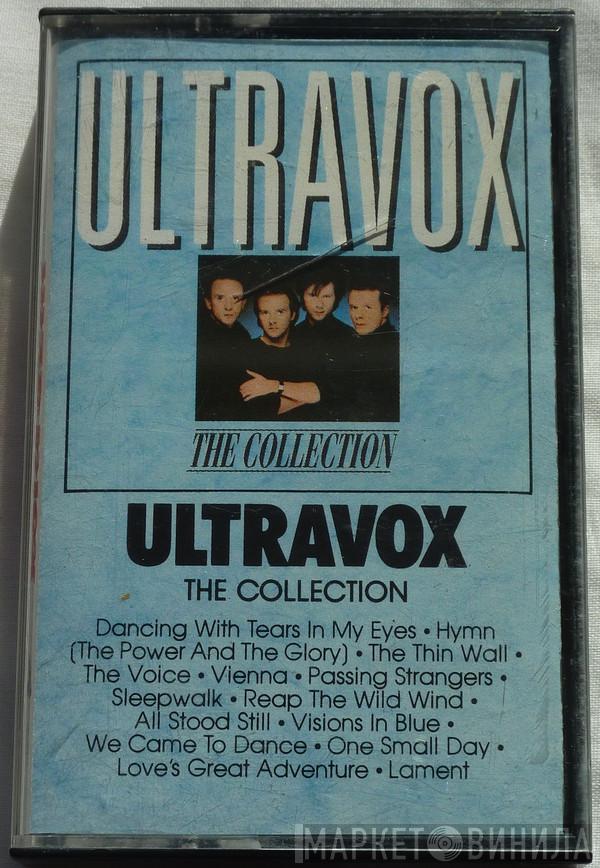 ULTRAVOX
THE COLLECTION
ULTRAVOX
THE COLLECTION
Dancing With Tears In My Eyes • Hymn
(The Power And The Glory) • The Thin Wall •
The Voice • Vienna • Passing Strangers •
Sleepwalk • Reap The Wild Wind •
All Stood Still • Visions In Blue •
We Came To Dance • One Small Day •
Love's Great Adventure • Lament
МАРКЕТ ВИНИЛА